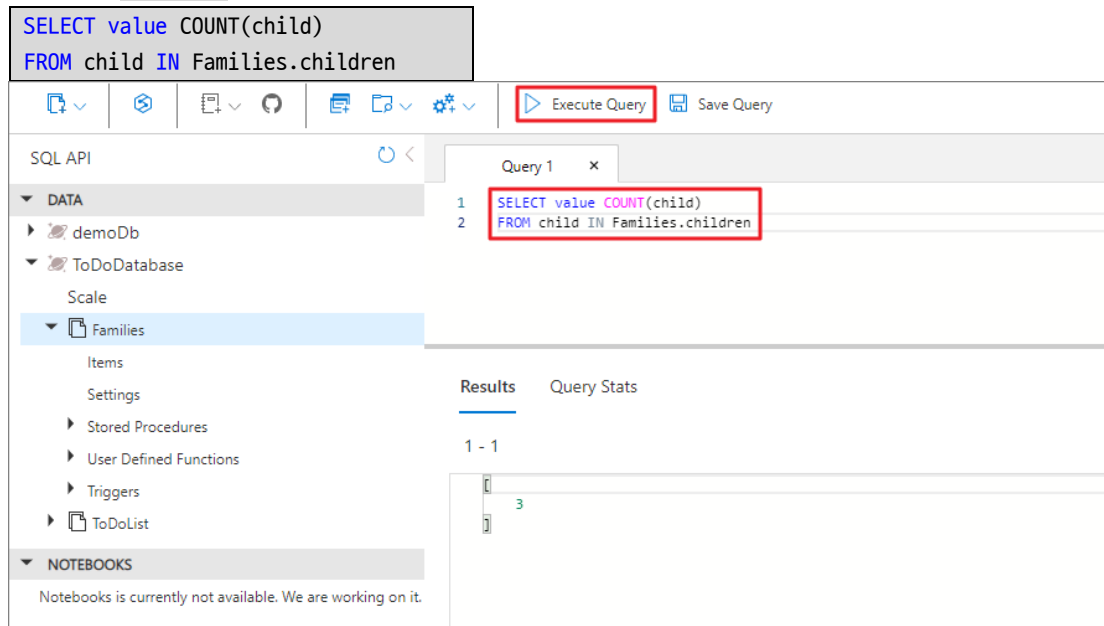 SELECT value COUNT(child)
FROM child IN Families.children
Execute Query
Save Query
SQL API
Query 1
DATA
1 SELECT value COUNT(child)
2 FROM child IN Families.children
demoDb
ToDoDatabase
Scale
Families
Items
Settings
Stored Procedures
User Defined Functions
Triggers
ToDoList
NOTEBOOKS
Notebooks is currently not available. We are working on it.
Results Query Stats
1 - 1
[
3
]